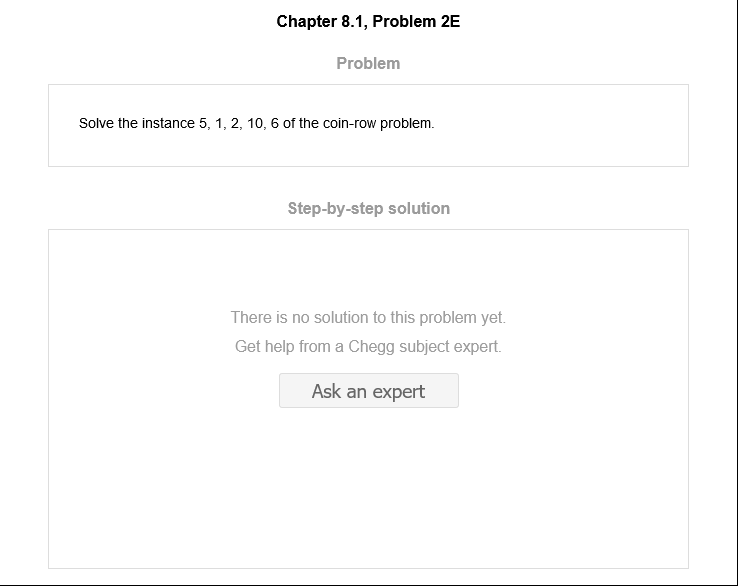 Chapter 8.1, Problem 2E
Problem
Solve the instance 5, 1, 2, 10, 6 of the coin-row problem.
Step-by-step solution
There is no solution to this problem yet.
Get help from a Chegg subject expert.
Ask an expert